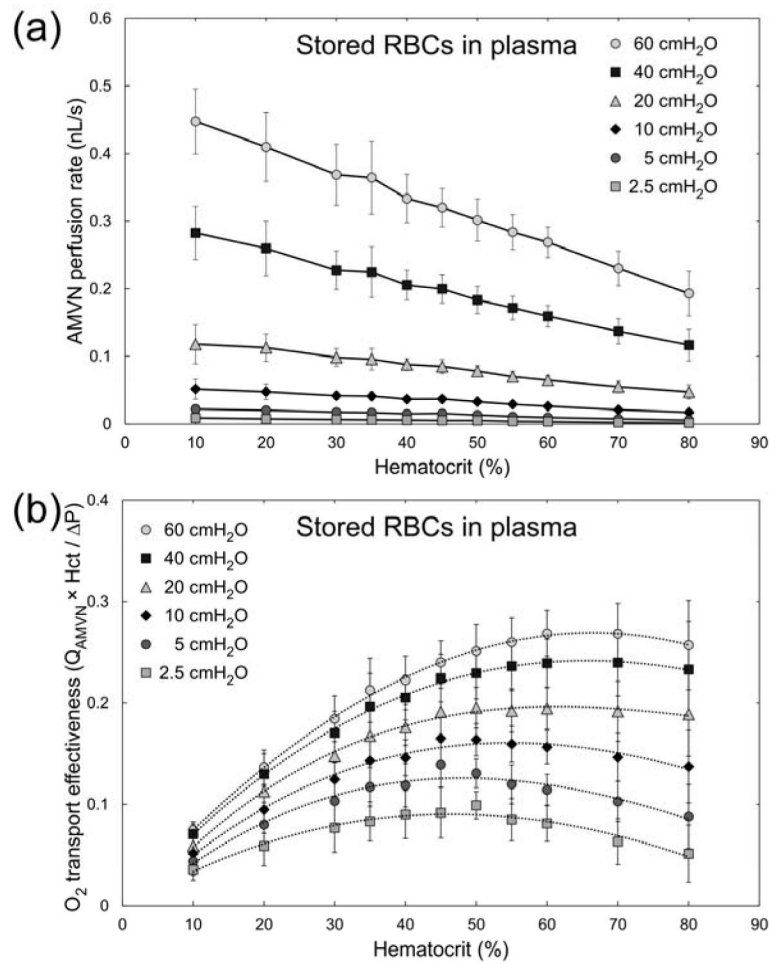 (a)
Stored RBCs in plasma
60 cmH2O
40 cmH2O
20 cmH2O
10 cmH2O
5 cmH2O
2.5 cmH2O
AMVN perfusion rate (nL/s)
0.6
0.5
0.4
0.3
0.2
0.1
0
0 10 20 30 40 50 60 70 80 90
Hematocrit (%)
(b)
Stored RBCs in plasma
60 cmH2O
40 cmH2O
20 cmH2O
10 cmH2O
5 cmH2O
2.5 cmH2O
O2 transport effectiveness (QAMVN × Hct / ΔP)
0.4
0.3
0.2
0.1
0
0 10 20 30 40 50 60 70 80 90
Hematocrit (%)